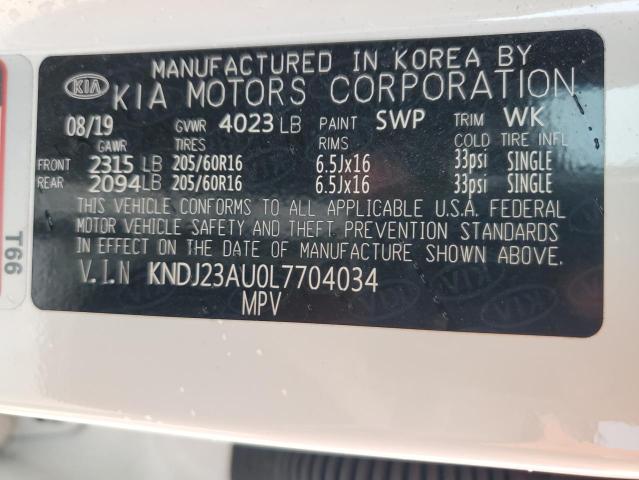 MANUFACTURED IN KOREA BY
KIA KIA MOTORS CORPORATION
08/19 GVWR 4023 LB PAINT SWP TRIM WK
GAWR TIRES RIMS COLD TIRE INFL
FRONT 2315 LB 205/60R16 6.5Jx16 33psi SINGLE
REAR 2094 LB 205/60R16 6.5Jx16 33psi SINGLE
THIS VEHICLE CONFORMS TO ALL APPLICABLE U.S.A. FEDERAL
MOTOR VEHICLE SAFETY AND THEFT PREVENTION STANDARDS
IN EFFECT ON THE DATE OF MANUFACTURE SHOWN ABOVE.
V.I.N KNDJ23AU0L7704034
MPV
T66